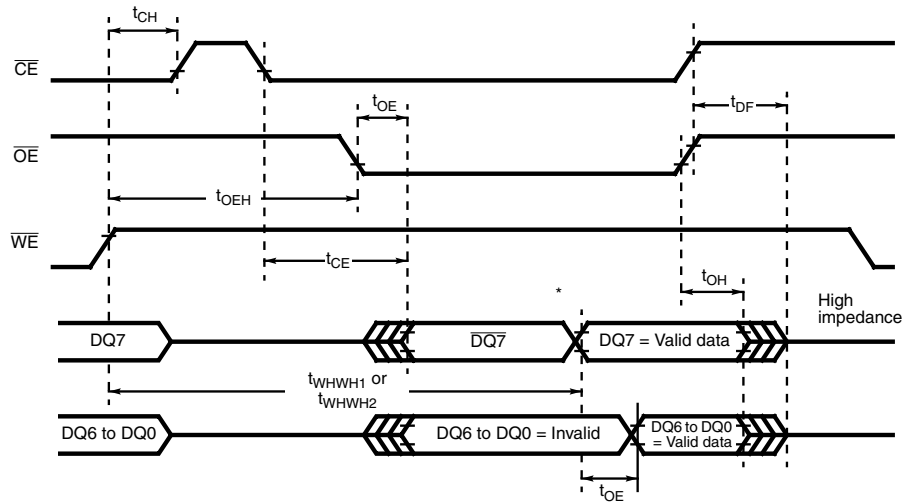 tCH
CE
tOE
tDF
OE
tOEH
WE
tCE
*
tOH
High
impedance
DQ7
DQ7
DQ7 = Valid data
tWHWH1 or
tWHWH2
DQ6 to DQ0
DQ6 to DQ0 = Invalid
DQ6 to DQ0
= Valid data
tOE